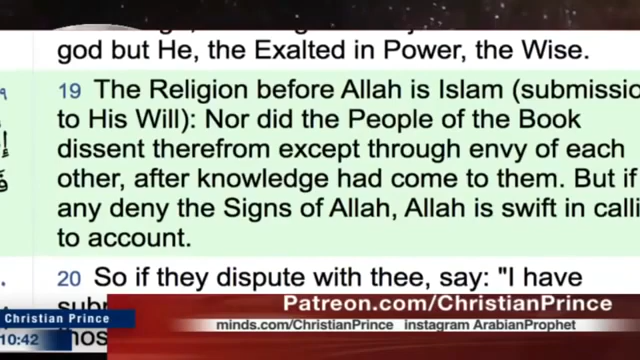 god but He, the Exalted in Power, the Wise.
19 The Religion before Allah is Islam (submissio
to His Will): Nor did the People of the Book
dissent therefrom except through envy of each
other, after knowledge had come to them. But if
any deny the Signs of Allah, Allah is swift in calli
to account.
20 So if they dispute with thee, say: "I have
Patreon.com/ChristianPrince
Christian Prince
minds.com/ChristianPrince instagram ArabianProphet
10:42